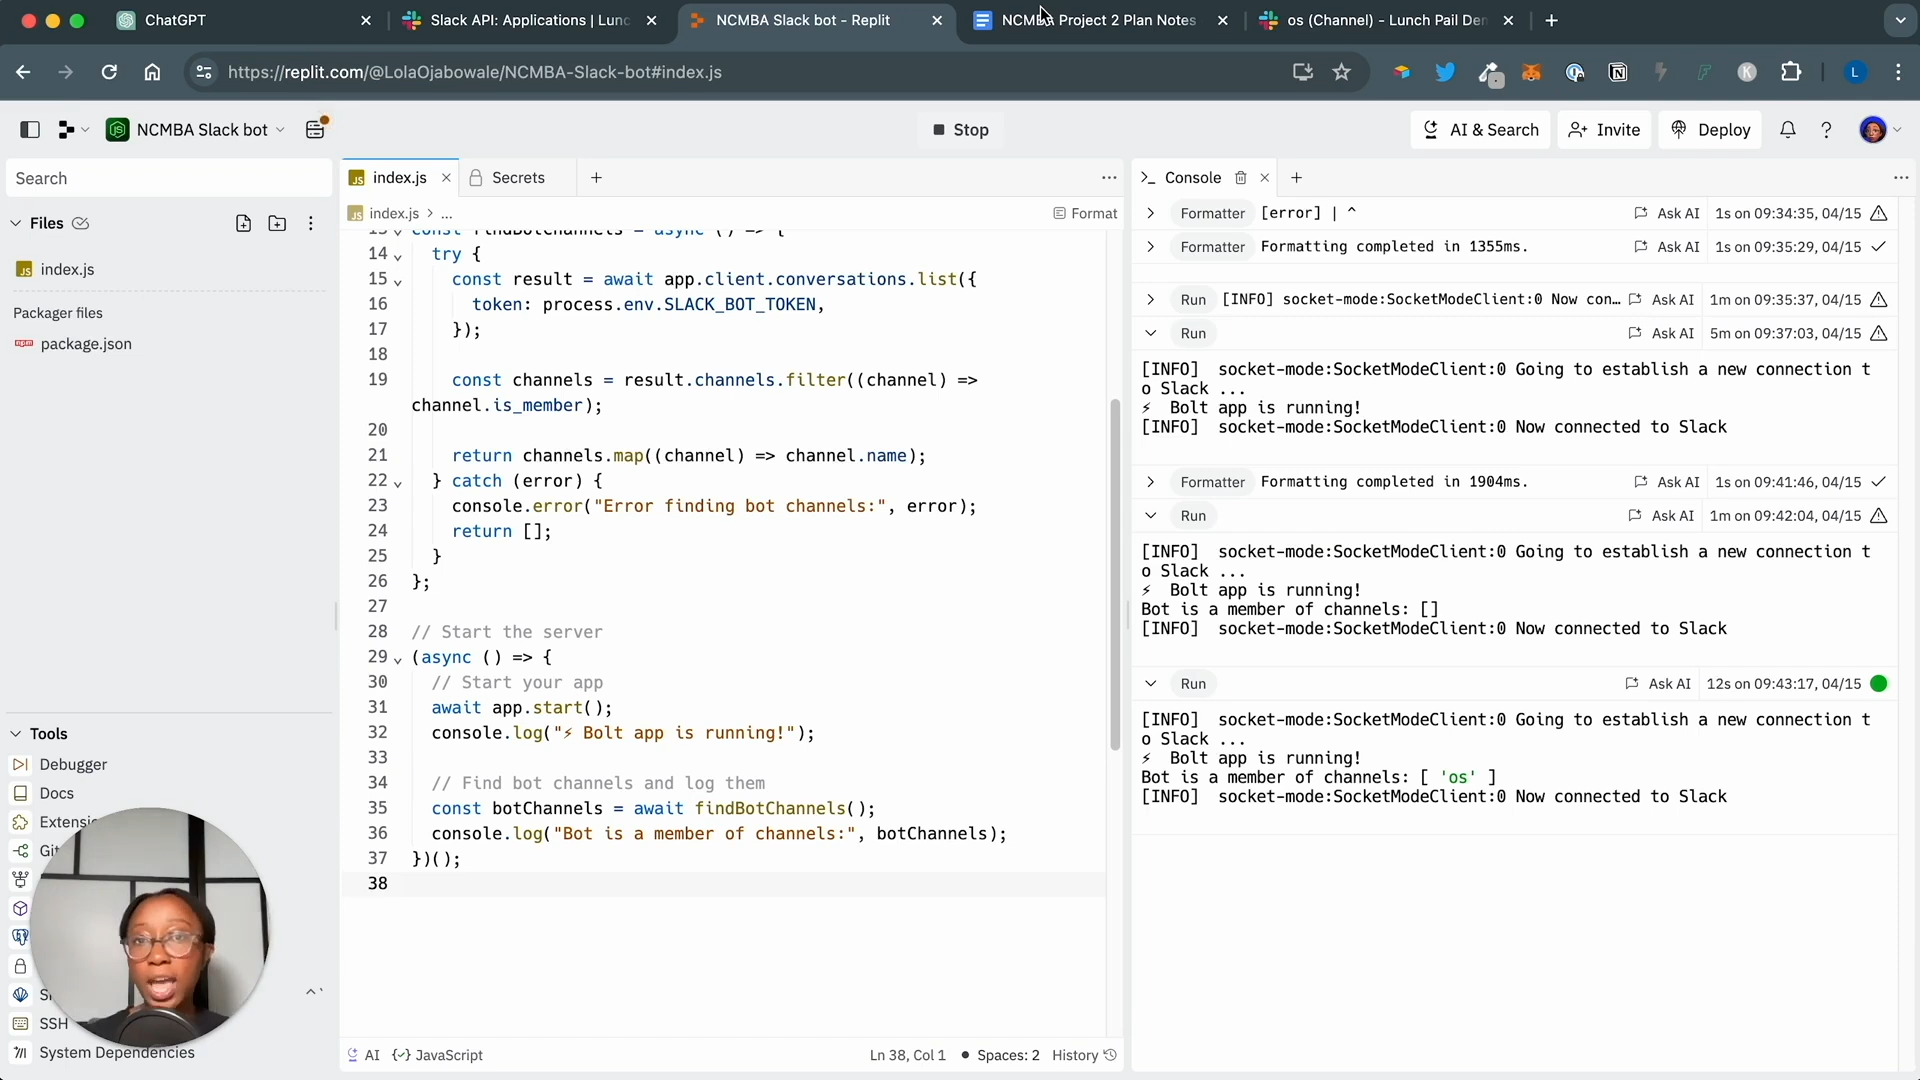 ChatGPT
Slack API: Applications | Lunc
NCMBA Slack bot - Replit
NCMBA Project 2 Plan Notes
os (Channel) - Lunch Pail Den
https://replit.com/@LolaOjabowale/NCMBA-Slack-bot#index.js
L
NCMBA Slack bot
Stop
AI & Search
Invite
Deploy
Search
Files
index.js
Packager files
package.json
Tools
Debugger
Docs
Extensio
Git
SSH
System Dependencies
index.js
Secrets
index.js > ...
Format
13 const findBotChannels = async () => {
14 try {
15 const result = await app.client.conversations.list({
16 token: process.env.SLACK_BOT_TOKEN,
17 });
18
19 const channels = result.channels.filter((channel) =>
channel.is_member);
20
21 return channels.map((channel) => channel.name);
22 } catch (error) {
23 console.error("Error finding bot channels:", error);
24 return [];
25 }
26 };
27
28 // Start the server
29 (async () => {
30 // Start your app
31 await app.start();
32 console.log("⚡ Bolt app is running!");
33
34 // Find bot channels and log them
35 const botChannels = await findBotChannels();
36 console.log("Bot is a member of channels:", botChannels);
37 })();
38
AI
JavaScript
Ln 38, Col 1
Spaces: 2
History
Console
Formatter [error] | ^ Ask AI 1s on 09:34:35, 04/15
Formatter Formatting completed in 1355ms. Ask AI 1s on 09:35:29, 04/15
Run [INFO] socket-mode:SocketModeClient:0 Now con… Ask AI 1m on 09:35:37, 04/15
Run Ask AI 5m on 09:37:03, 04/15
[INFO] socket-mode:SocketModeClient:0 Going to establish a new connection t
o Slack ...
⚡ Bolt app is running!
[INFO] socket-mode:SocketModeClient:0 Now connected to Slack
Formatter Formatting completed in 1904ms. Ask AI 1s on 09:41:46, 04/15
Run Ask AI 1m on 09:42:04, 04/15
[INFO] socket-mode:SocketModeClient:0 Going to establish a new connection t
o Slack ...
⚡ Bolt app is running!
Bot is a member of channels: []
[INFO] socket-mode:SocketModeClient:0 Now connected to Slack
Run Ask AI 12s on 09:43:17, 04/15
[INFO] socket-mode:SocketModeClient:0 Going to establish a new connection t
o Slack ...
⚡ Bolt app is running!
Bot is a member of channels: [ 'os' ]
[INFO] socket-mode:SocketModeClient:0 Now connected to Slack